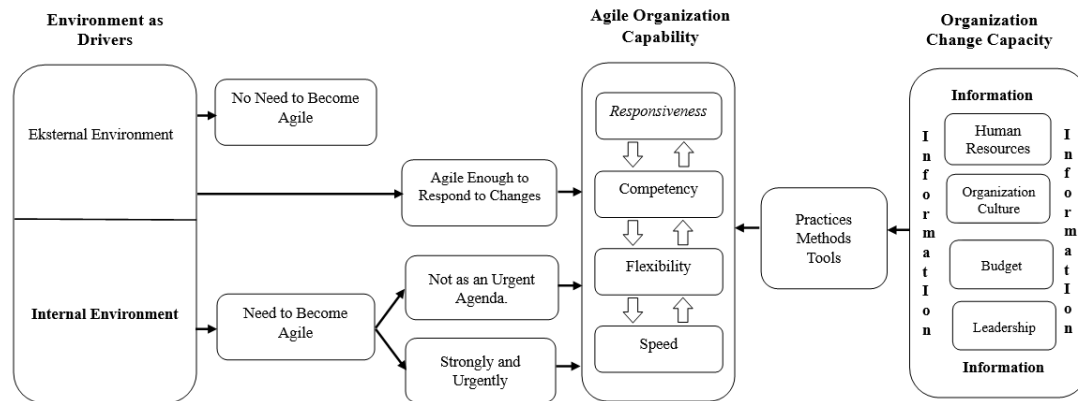 Environment as
Drivers
Eksternal Environment
Internal Environment
No Need to Become
Agile
Agile Enough to
Respond to Changes
Need to Become
Agile
Not as an Urgent
Agenda.
Strongly and
Urgently
Agile Organization
Capability
Responsiveness
Competency
Flexibility
Speed
Practices
Methods
Tools
Organization
Change Capacity
Information
Information
Human
Resources
Organization
Culture
Budget
Leadership
Information
Information